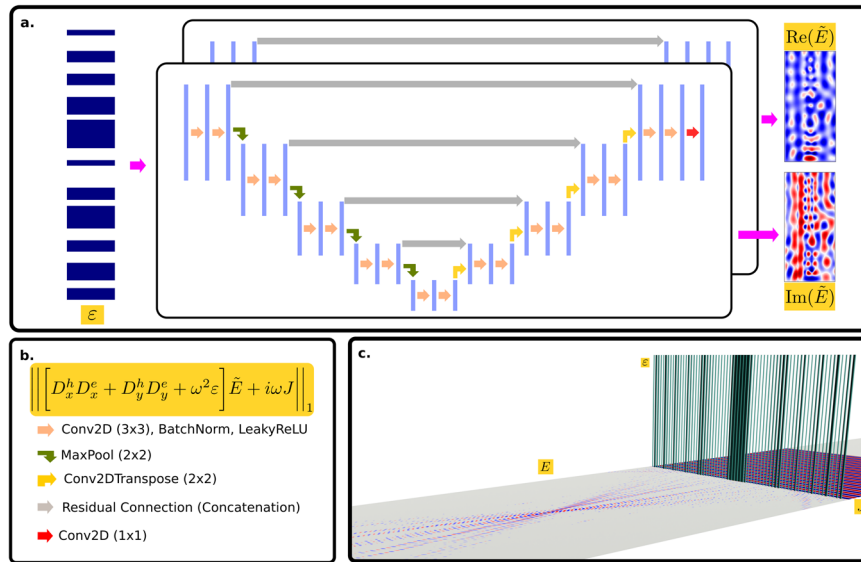 a.
Re(Ẽ)
ε
Im(Ẽ)
b.
||[D_x^h D_x^e + D_y^h D_y^e + ω²ε]Ẽ + iωJ||₁
Conv2D (3x3), BatchNorm, LeakyReLU
MaxPool (2x2)
Conv2DTranspose (2x2)
Residual Connection (Concatenation)
Conv2D (1x1)
c.
ε
E